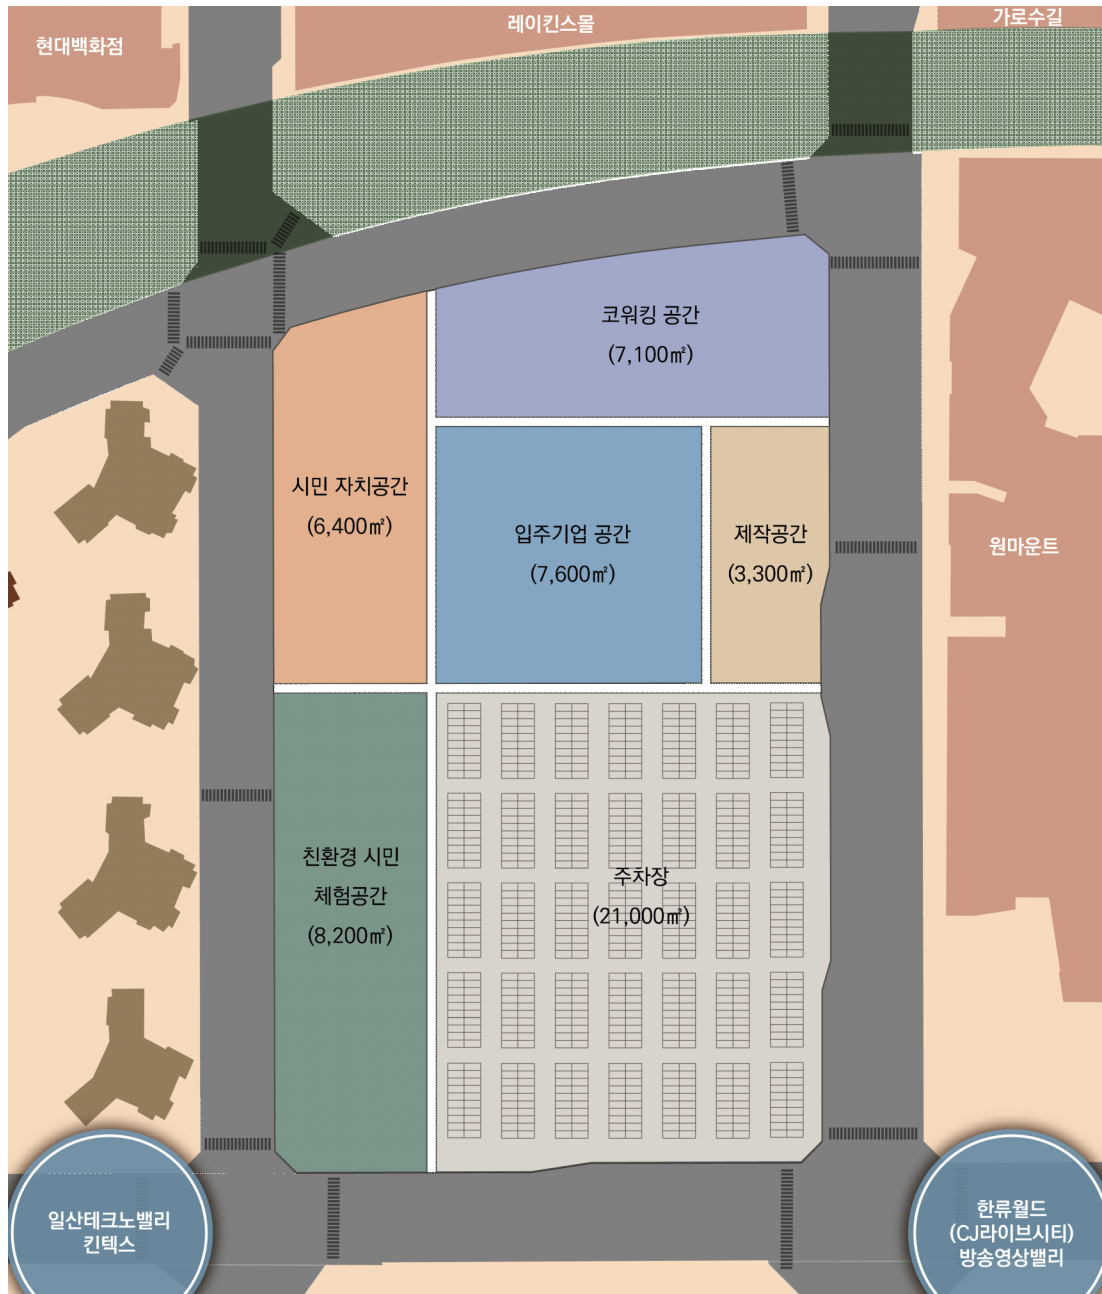 현대백화점
레이킨스몰
가로수길
코워킹 공간
(7,100㎡)
시민 자치공간
(6,400㎡)
입주기업 공간
(7,600㎡)
제작공간
(3,300㎡)
원마운트
친환경 시민
체험공간
(8,200㎡)
주차장
(21,000㎡)
일산테크노밸리
킨텍스
한류월드
(CJ라이브시티)
방송영상밸리